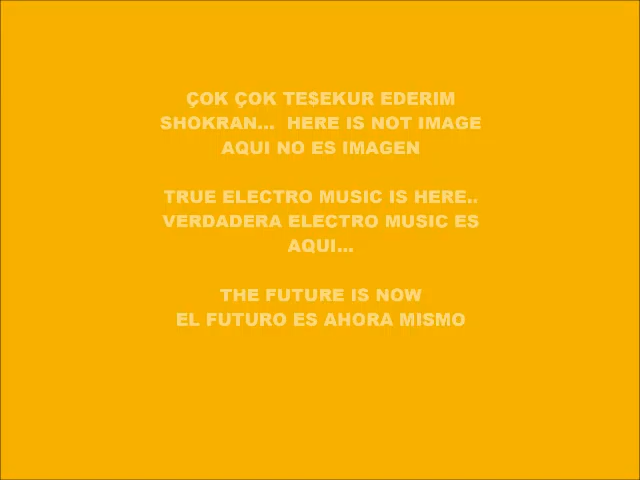 ÇOK ÇOK TEŞEKUR EDERIM
SHOKRAN... HERE IS NOT IMAGE
AQUI NO ES IMAGEN
TRUE ELECTRO MUSIC IS HERE..
VERDADERA ELECTRO MUSIC ES
AQUI...
THE FUTURE IS NOW
EL FUTURO ES AHORA MISMO